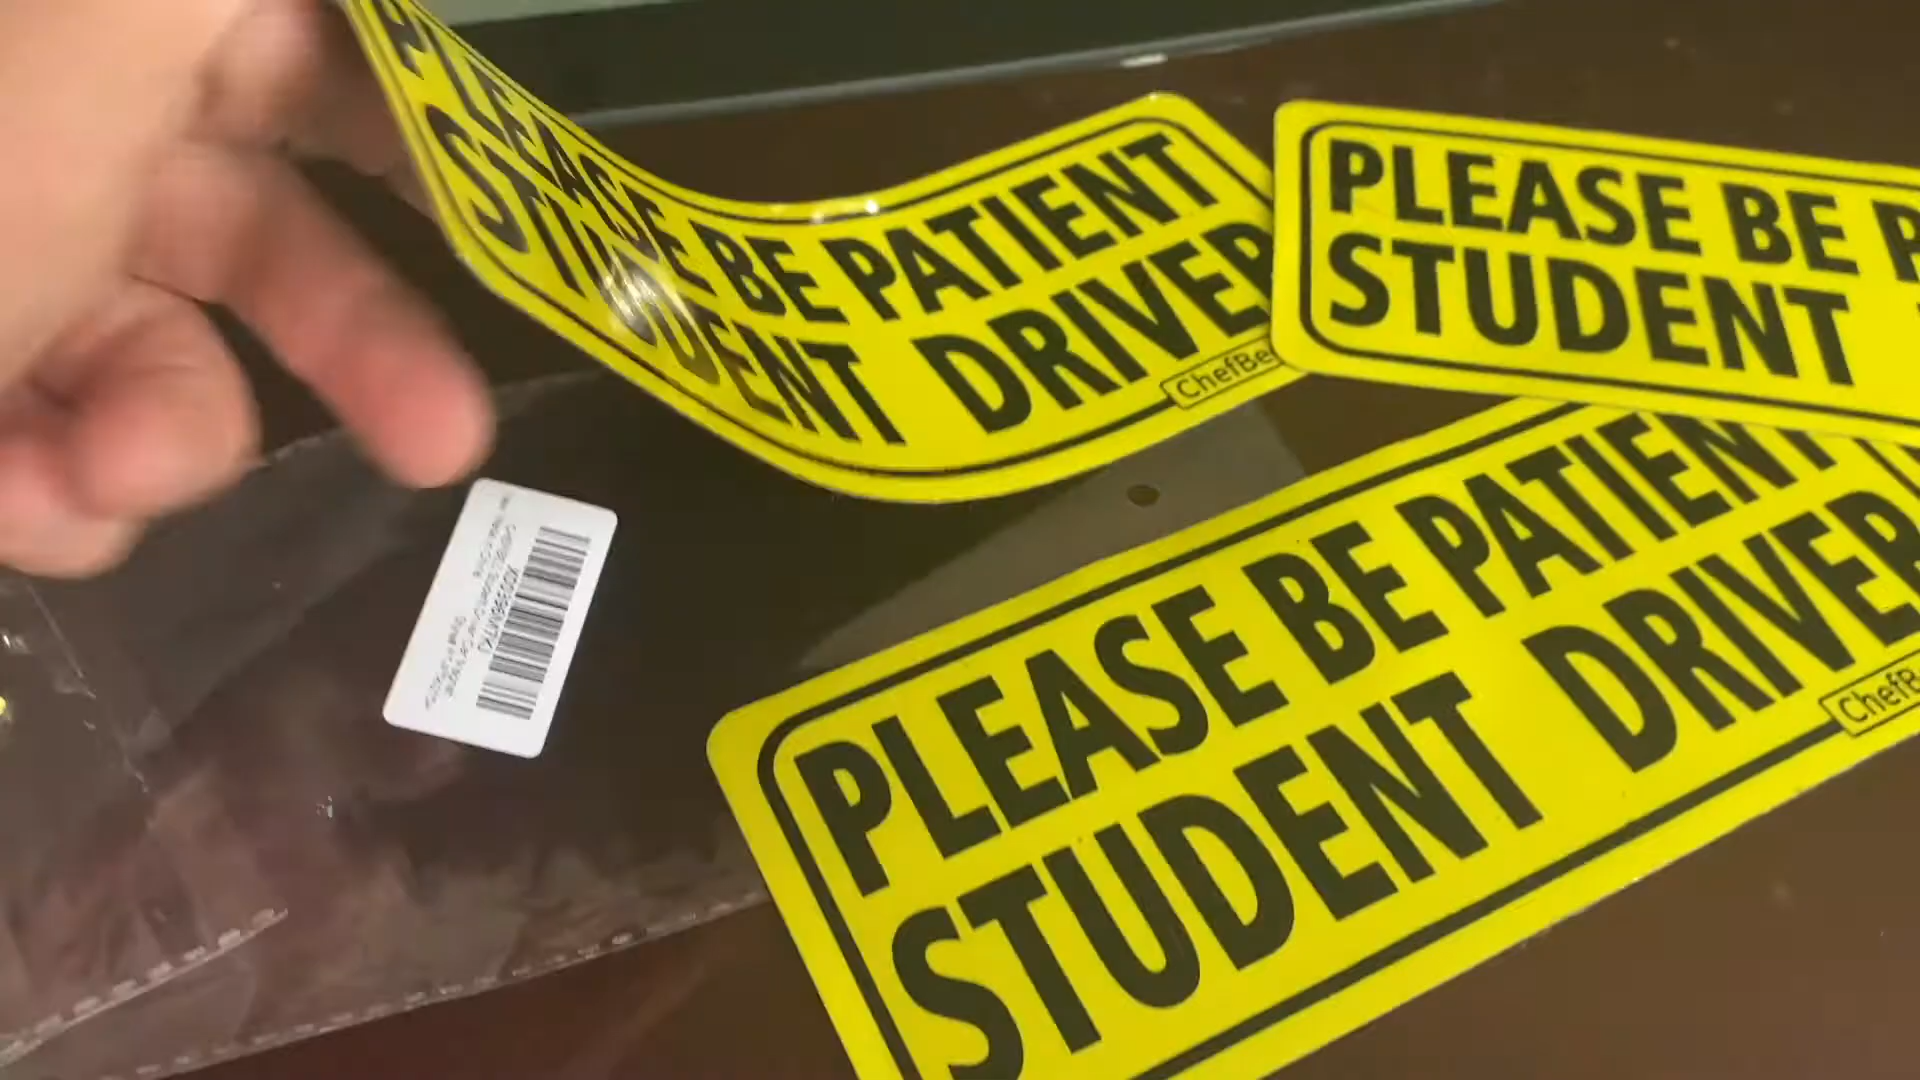 PLEASE BE PATIENT
STUDENT DRIVER
ChefBe
PLEASE BE P
STUDENT
PLEASE BE PATIENT
STUDENT DRIVER
ChefB